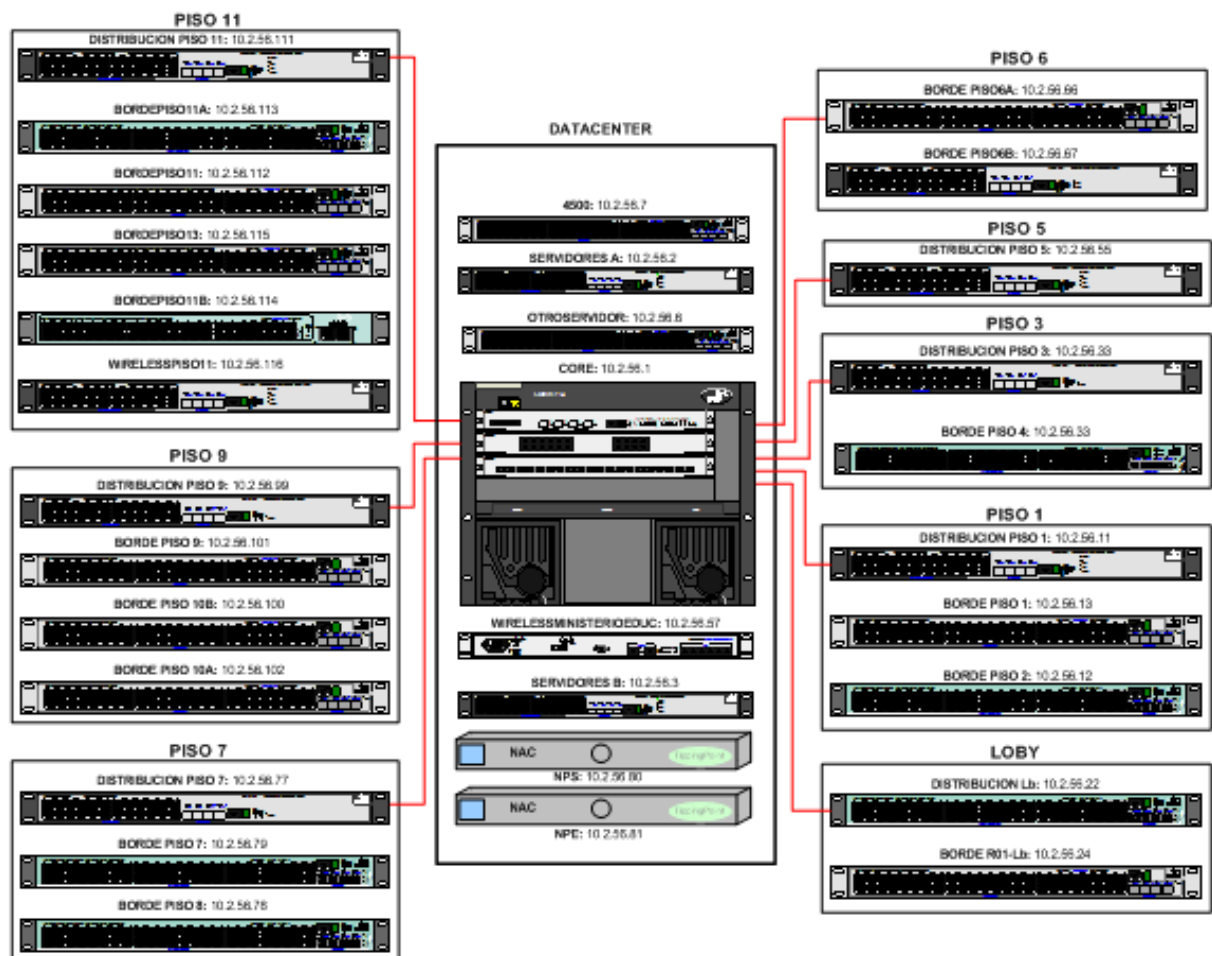 PISO 11
DISTRIBUCION PISO 11: 10.2.56.111
BORDEPISO11A: 10.2.56.113
BORDEPISO11: 10.2.56.112
BORDEPISO13: 10.2.56.115
BORDEPISO11B: 10.2.56.114
WIRELESSPISO11: 10.2.56.116
PISO 9
DISTRIBUCION PISO 9: 10.2.56.99
BORDE PISO 9: 10.2.56.101
BORDE PISO 10B: 10.2.56.100
BORDE PISO 10A: 10.2.56.102
PISO 7
DISTRIBUCION PISO 7: 10.2.56.77
BORDE PISO 7: 10.2.56.79
BORDE PISO 8: 10.2.56.78
DATACENTER
4500: 10.2.56.7
SERVIDORES A: 10.2.56.2
OTROSERVIDOR: 10.2.56.6
CORE: 10.2.56.1
WIRELESSMINISTERIOEDUC: 10.2.56.57
SERVIDORES B: 10.2.56.3
NAC
TippingPoint
NPS: 10.2.56.80
NAC
TippingPoint
NPE: 10.2.56.81
PISO 6
BORDE PISO6A: 10.2.56.66
BORDE PISO6B: 10.2.56.67
PISO 5
DISTRIBUCION PISO 5: 10.2.56.55
PISO 3
DISTRIBUCION PISO 3: 10.2.56.33
BORDE PISO 4: 10.2.56.33
PISO 1
DISTRIBUCION PISO 1: 10.2.56.11
BORDE PISO 1: 10.2.56.13
BORDE PISO 2: 10.2.56.12
LOBY
DISTRIBUCION Lb: 10.2.56.22
BORDE R01-Lb: 10.2.56.24